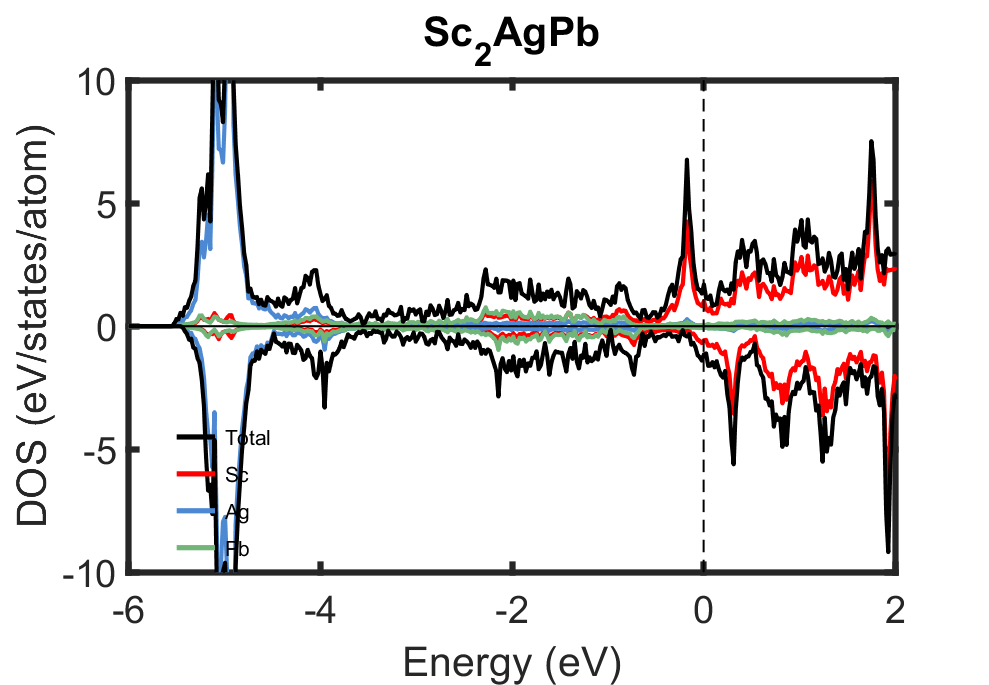 Sc2AgPb
DOS (eV/states/atom)
10
5
0
-5
-10
Total
Sc
Ag
Pb
-6 -4 -2 0 2
Energy (eV)